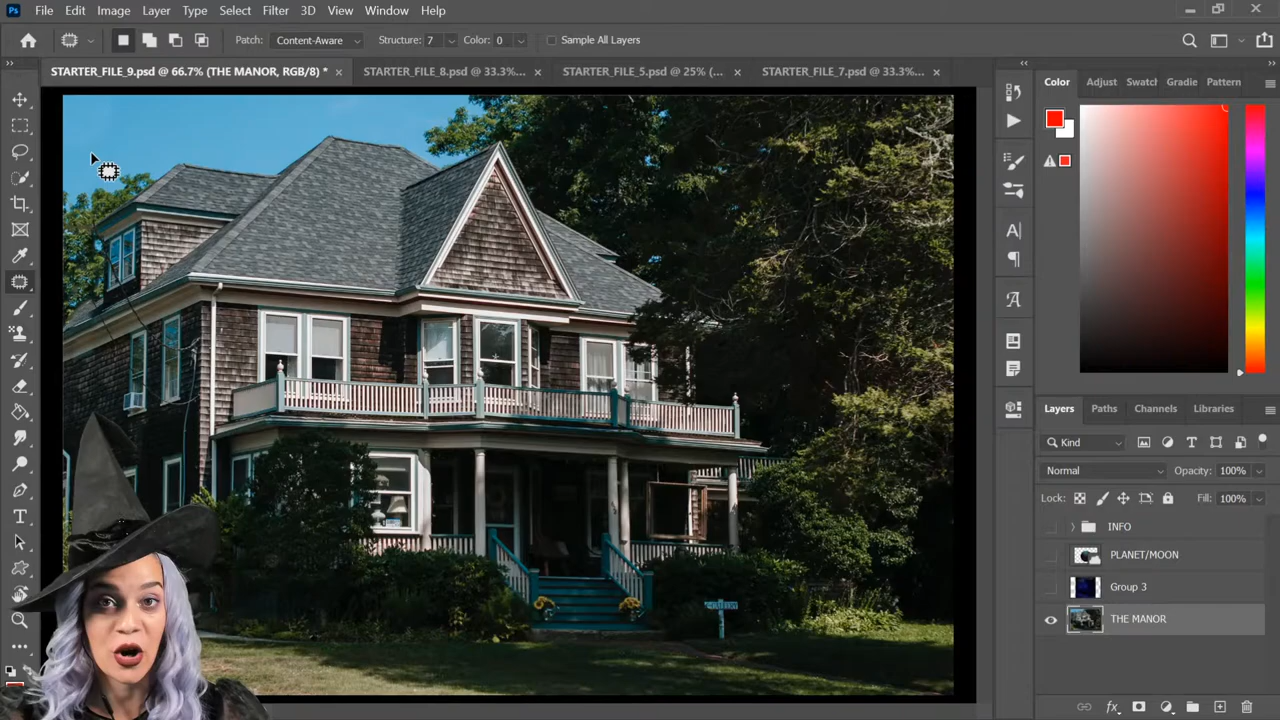 Ps File Edit Image Layer Type Select Filter 3D View Window Help
Patch: Content-Aware Structure: 7 Color: 0 Sample All Layers
STARTER_FILE_9.psd @ 66.7% (THE MANOR, RGB/8) * × STARTER_FILE_8.psd @ 33.3%... × STARTER_FILE_5.psd @ 25% (... × STARTER_FILE_7.psd @ 33.3%... ×
Color Adjust Swatch Gradie Pattern
Layers Paths Channels Libraries
Kind
Normal Opacity: 100%
Lock: Fill: 100%
INFO
PLANET/MOON
Group 3
THE MANOR
fx